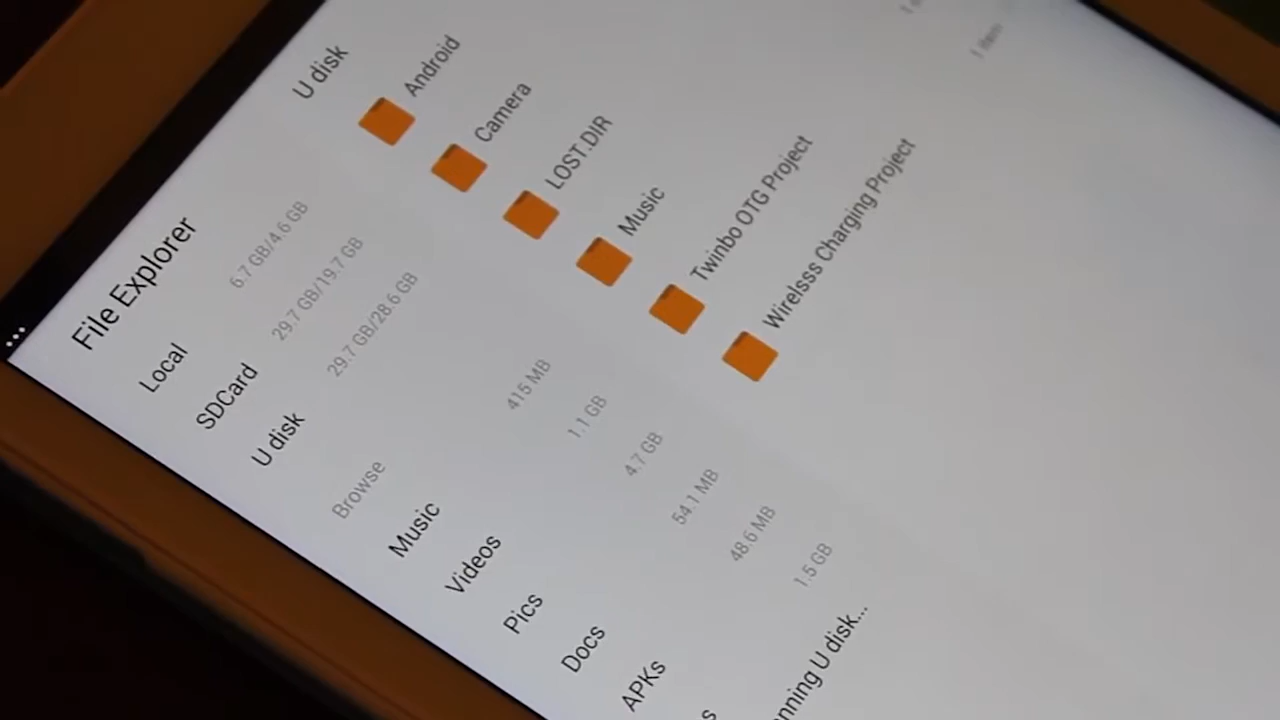 File Explorer
Local
6.7 GB/4.6 GB
SDCard
29.7 GB/19.7 GB
U disk
29.7 GB/28.6 GB
Browse
Music
415 MB
Videos
1.1 GB
Pics
4.7 GB
Docs
54.1 MB
APKs
48.6 MB
1.5 GB
U disk...
U disk
Android
Camera
LOST.DIR
Music
Twinbo OTG Project
Wirelsss Charging Project
1 item